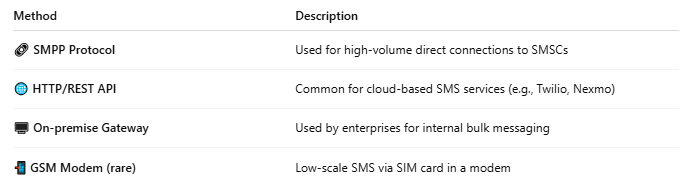 Method Description
SMPP Protocol Used for high-volume direct connections to SMSCs
HTTP/REST API Common for cloud-based SMS services (e.g., Twilio, Nexmo)
On-premise Gateway Used by enterprises for internal bulk messaging
GSM Modem (rare) Low-scale SMS via SIM card in a modem